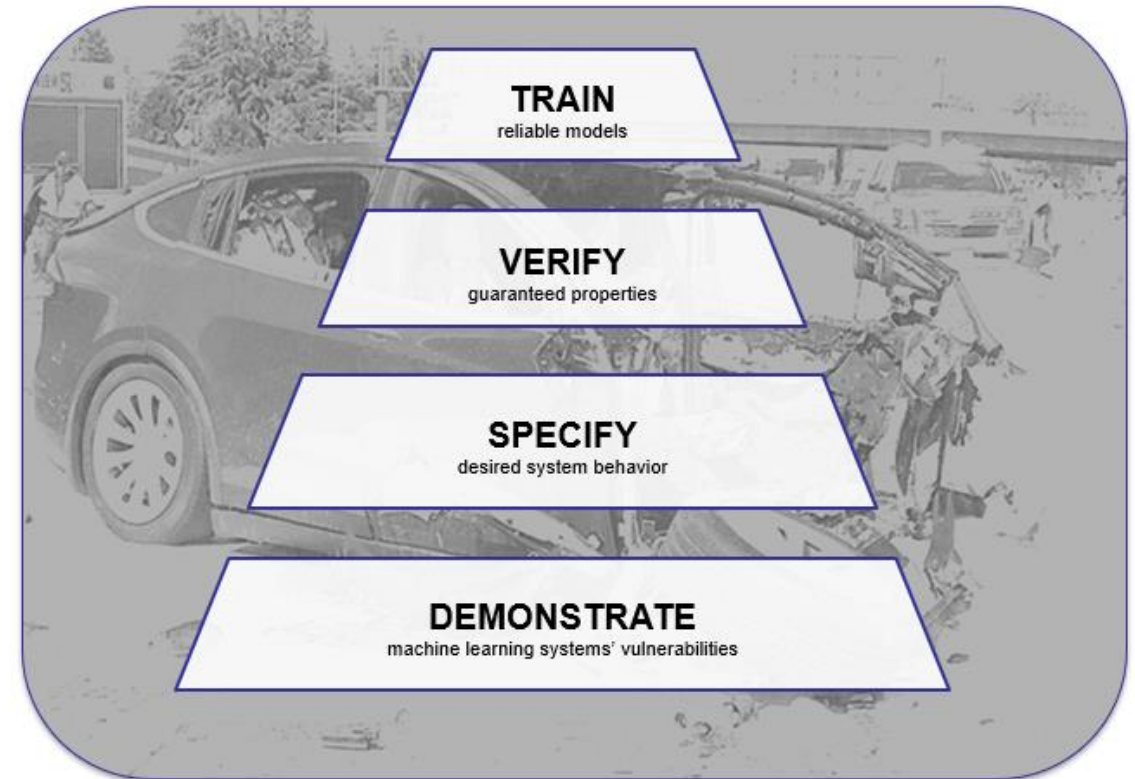 TRAIN
reliable models
VERIFY
guaranteed properties
SPECIFY
desired system behavior
DEMONSTRATE
machine learning systems' vulnerabilities